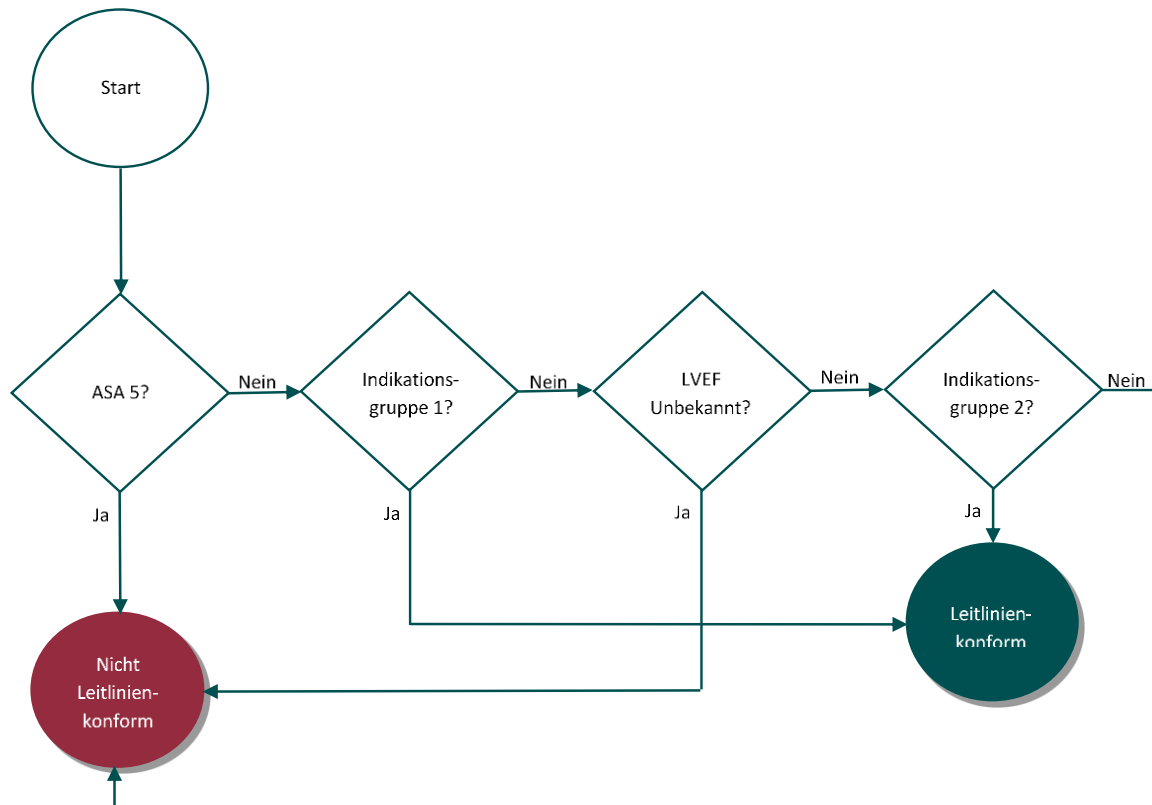 Start
ASA 5?
Nein
Indikations-
gruppe 1?
Nein
LVEF
Unbekannt?
Nein
Indikations-
gruppe 2?
Nein
Ja
Ja
Ja
Ja
Leitlinien-
konform
Nicht
Leitlinien-
konform